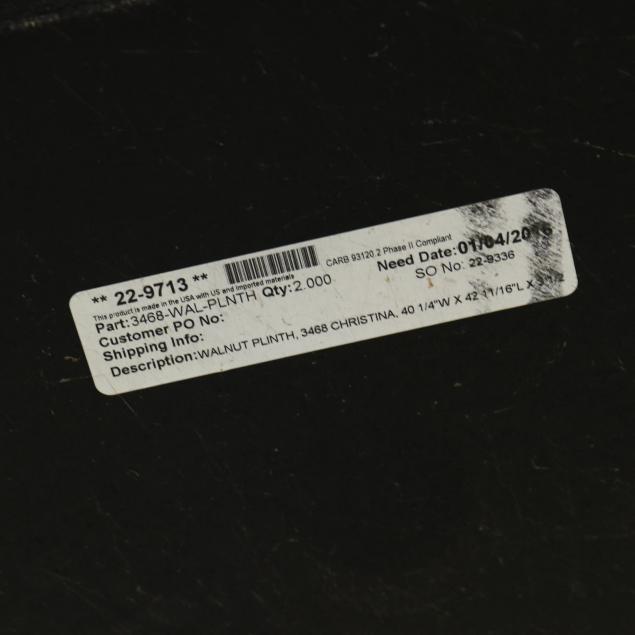 ** 22-9713 **
CARB 93120.2 Phase II Compliant
This product is made in the USA with US and imported materials
Need Date:01/04/20
Part:3468-WAL-PLNTH Qty:2.000
SO No: 22-9336
Customer PO No:
Shipping Info:
Description:WALNUT PLINTH, 3468 CHRISTINA, 40 1/4"W X 42 11/16"L X